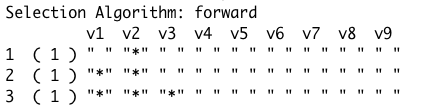 Selection Algorithm: forward
         v1  v2  v3  v4  v5  v6  v7  v8  v9
1  ( 1 ) " " "*" " " " " " " " " " " " " " "
2  ( 1 ) "*" "*" " " " " " " " " " " " " " "
3  ( 1 ) "*" "*" "*" " " " " " " " " " " " "